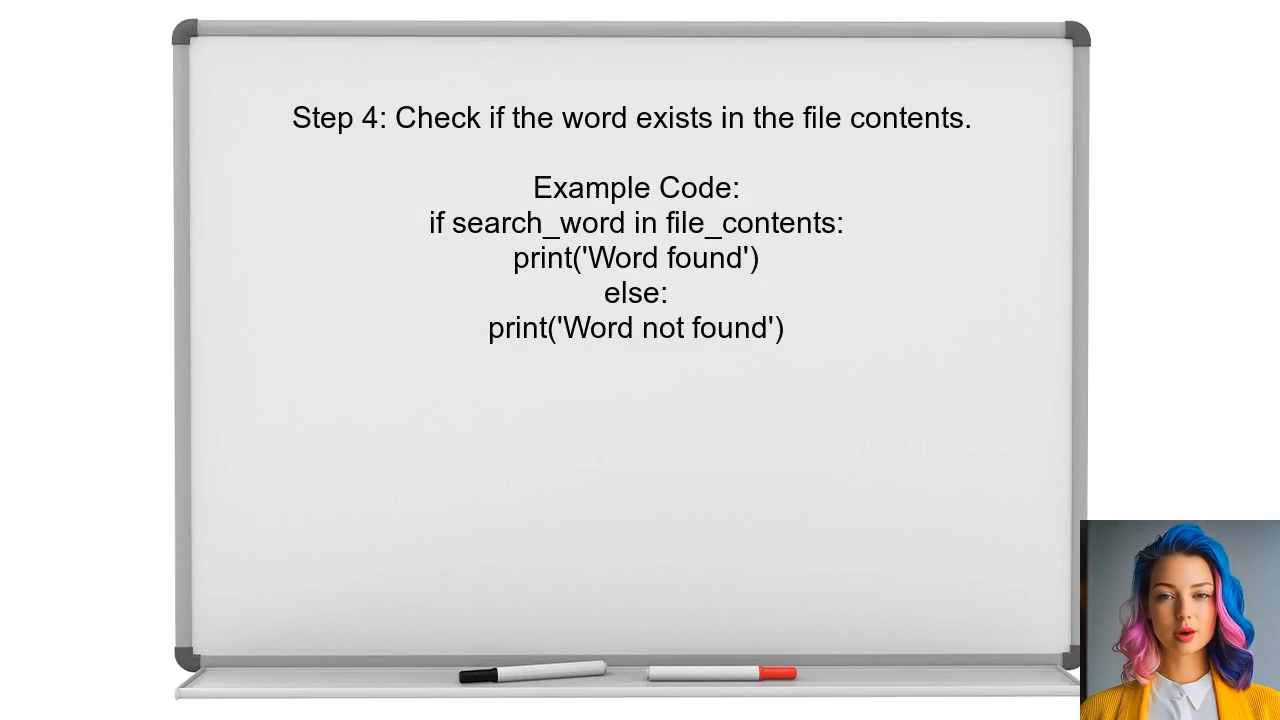 Step 4: Check if the word exists in the file contents.
Example Code:
if search_word in file_contents:
print('Word found')
else:
print('Word not found')